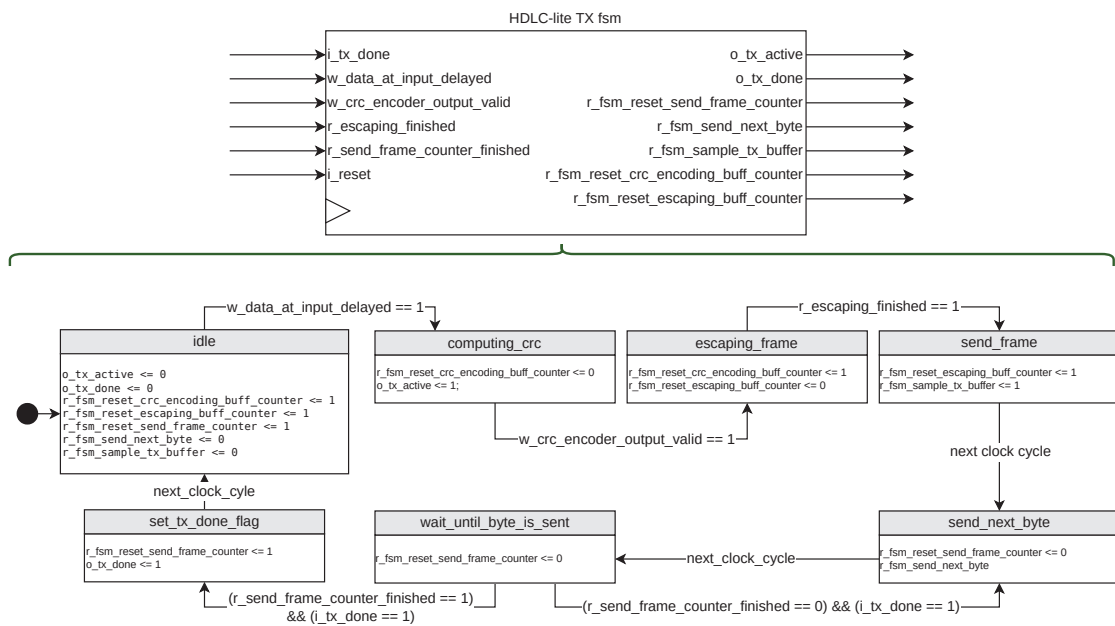 HDLC-lite TX fsm
i_tx_done
w_data_at_input_delayed
w_crc_encoder_output_valid
r_escaping_finished
r_send_frame_counter_finished
i_reset
o_tx_active
o_tx_done
r_fsm_reset_send_frame_counter
r_fsm_send_next_byte
r_fsm_sample_tx_buffer
r_fsm_reset_crc_encoding_buff_counter
r_fsm_reset_escaping_buff_counter
w_data_at_input_delayed == 1
r_escaping_finished == 1
idle
o_tx_active <= 0
o_tx_done <= 0
r_fsm_reset_crc_encoding_buff_counter <= 1
r_fsm_reset_escaping_buff_counter <= 1
r_fsm_reset_send_frame_counter <= 1
r_fsm_send_next_byte <= 0
r_fsm_sample_tx_buffer <= 0
computing_crc
r_fsm_reset_crc_encoding_buff_counter <= 0
o_tx_active <= 1;
escaping_frame
r_fsm_reset_crc_encoding_buff_counter <= 1
r_fsm_reset_escaping_buff_counter <= 0
send_frame
r_fsm_reset_escaping_buff_counter <= 1
r_fsm_sample_tx_buffer <= 1
w_crc_encoder_output_valid == 1
next clock cycle
next_clock_cyle
set_tx_done_flag
r_fsm_reset_send_frame_counter <= 1
o_tx_done <= 1
wait_until_byte_is_sent
r_fsm_reset_send_frame_counter <= 0
next_clock_cycle
send_next_byte
r_fsm_reset_send_frame_counter <= 0
r_fsm_send_next_byte
(r_send_frame_counter_finished == 1)
&& (i_tx_done == 1)
(r_send_frame_counter_finished == 0) && (i_tx_done == 1)